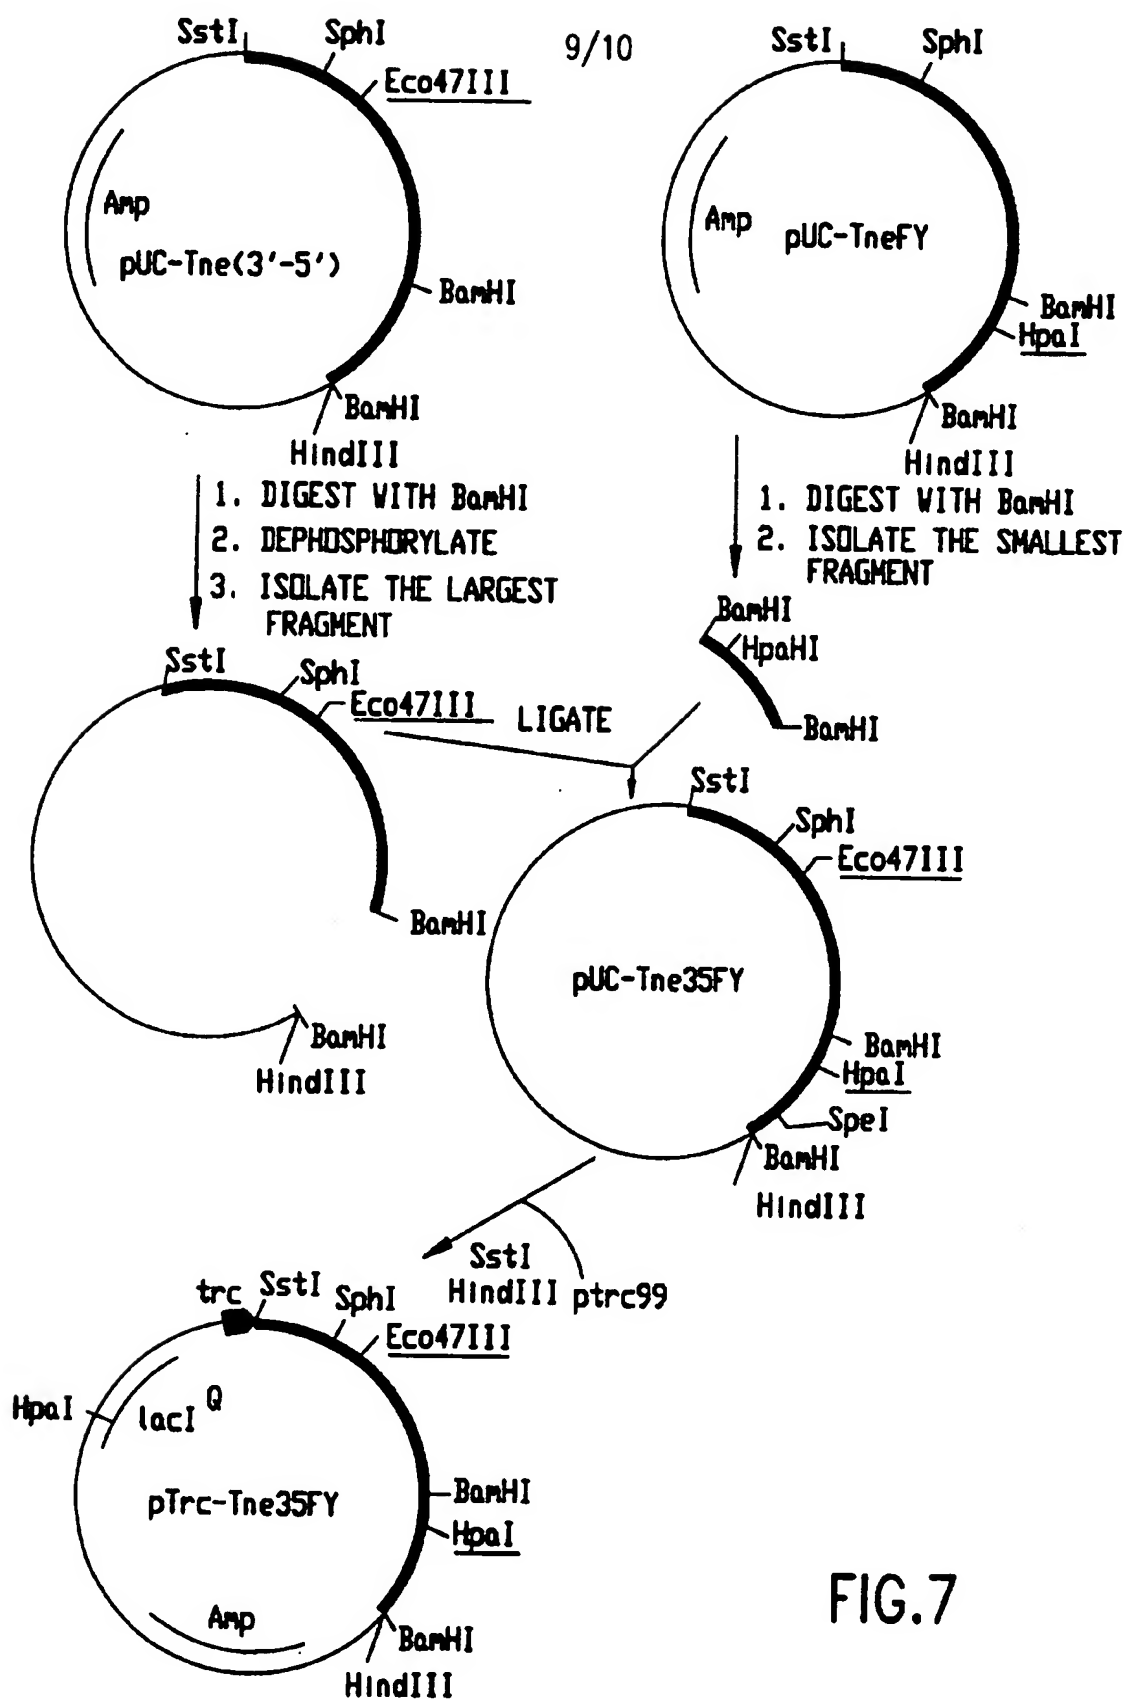 9/10
SstI
SphI
Eco47III
Amp
pUC-Tne(3'-5')
BamHI
BamHI
HindIII
SstI
SphI
Amp
pUC-TneFY
BamHI
HpaI
BamHI
HindIII
1. DIGEST WITH BamHI
2. DEPHOSPHORYLATE
3. ISOLATE THE LARGEST
FRAGMENT
1. DIGEST WITH BamHI
2. ISOLATE THE SMALLEST
FRAGMENT
BamHI
HpaHI
BamHI
SstI
SphI
Eco47III
LIGATE
BamHI
BamHI
HindIII
SstI
SphI
Eco47III
pUC-Tne35FY
BamHI
HpaI
SpeI
BamHI
HindIII
SstI
HindIII
ptrc99
trc
SstI
SphI
Eco47III
HpaI
lacI Q
pTrc-Tne35FY
BamHI
HpaI
Amp
BamHI
HindIII
FIG.7